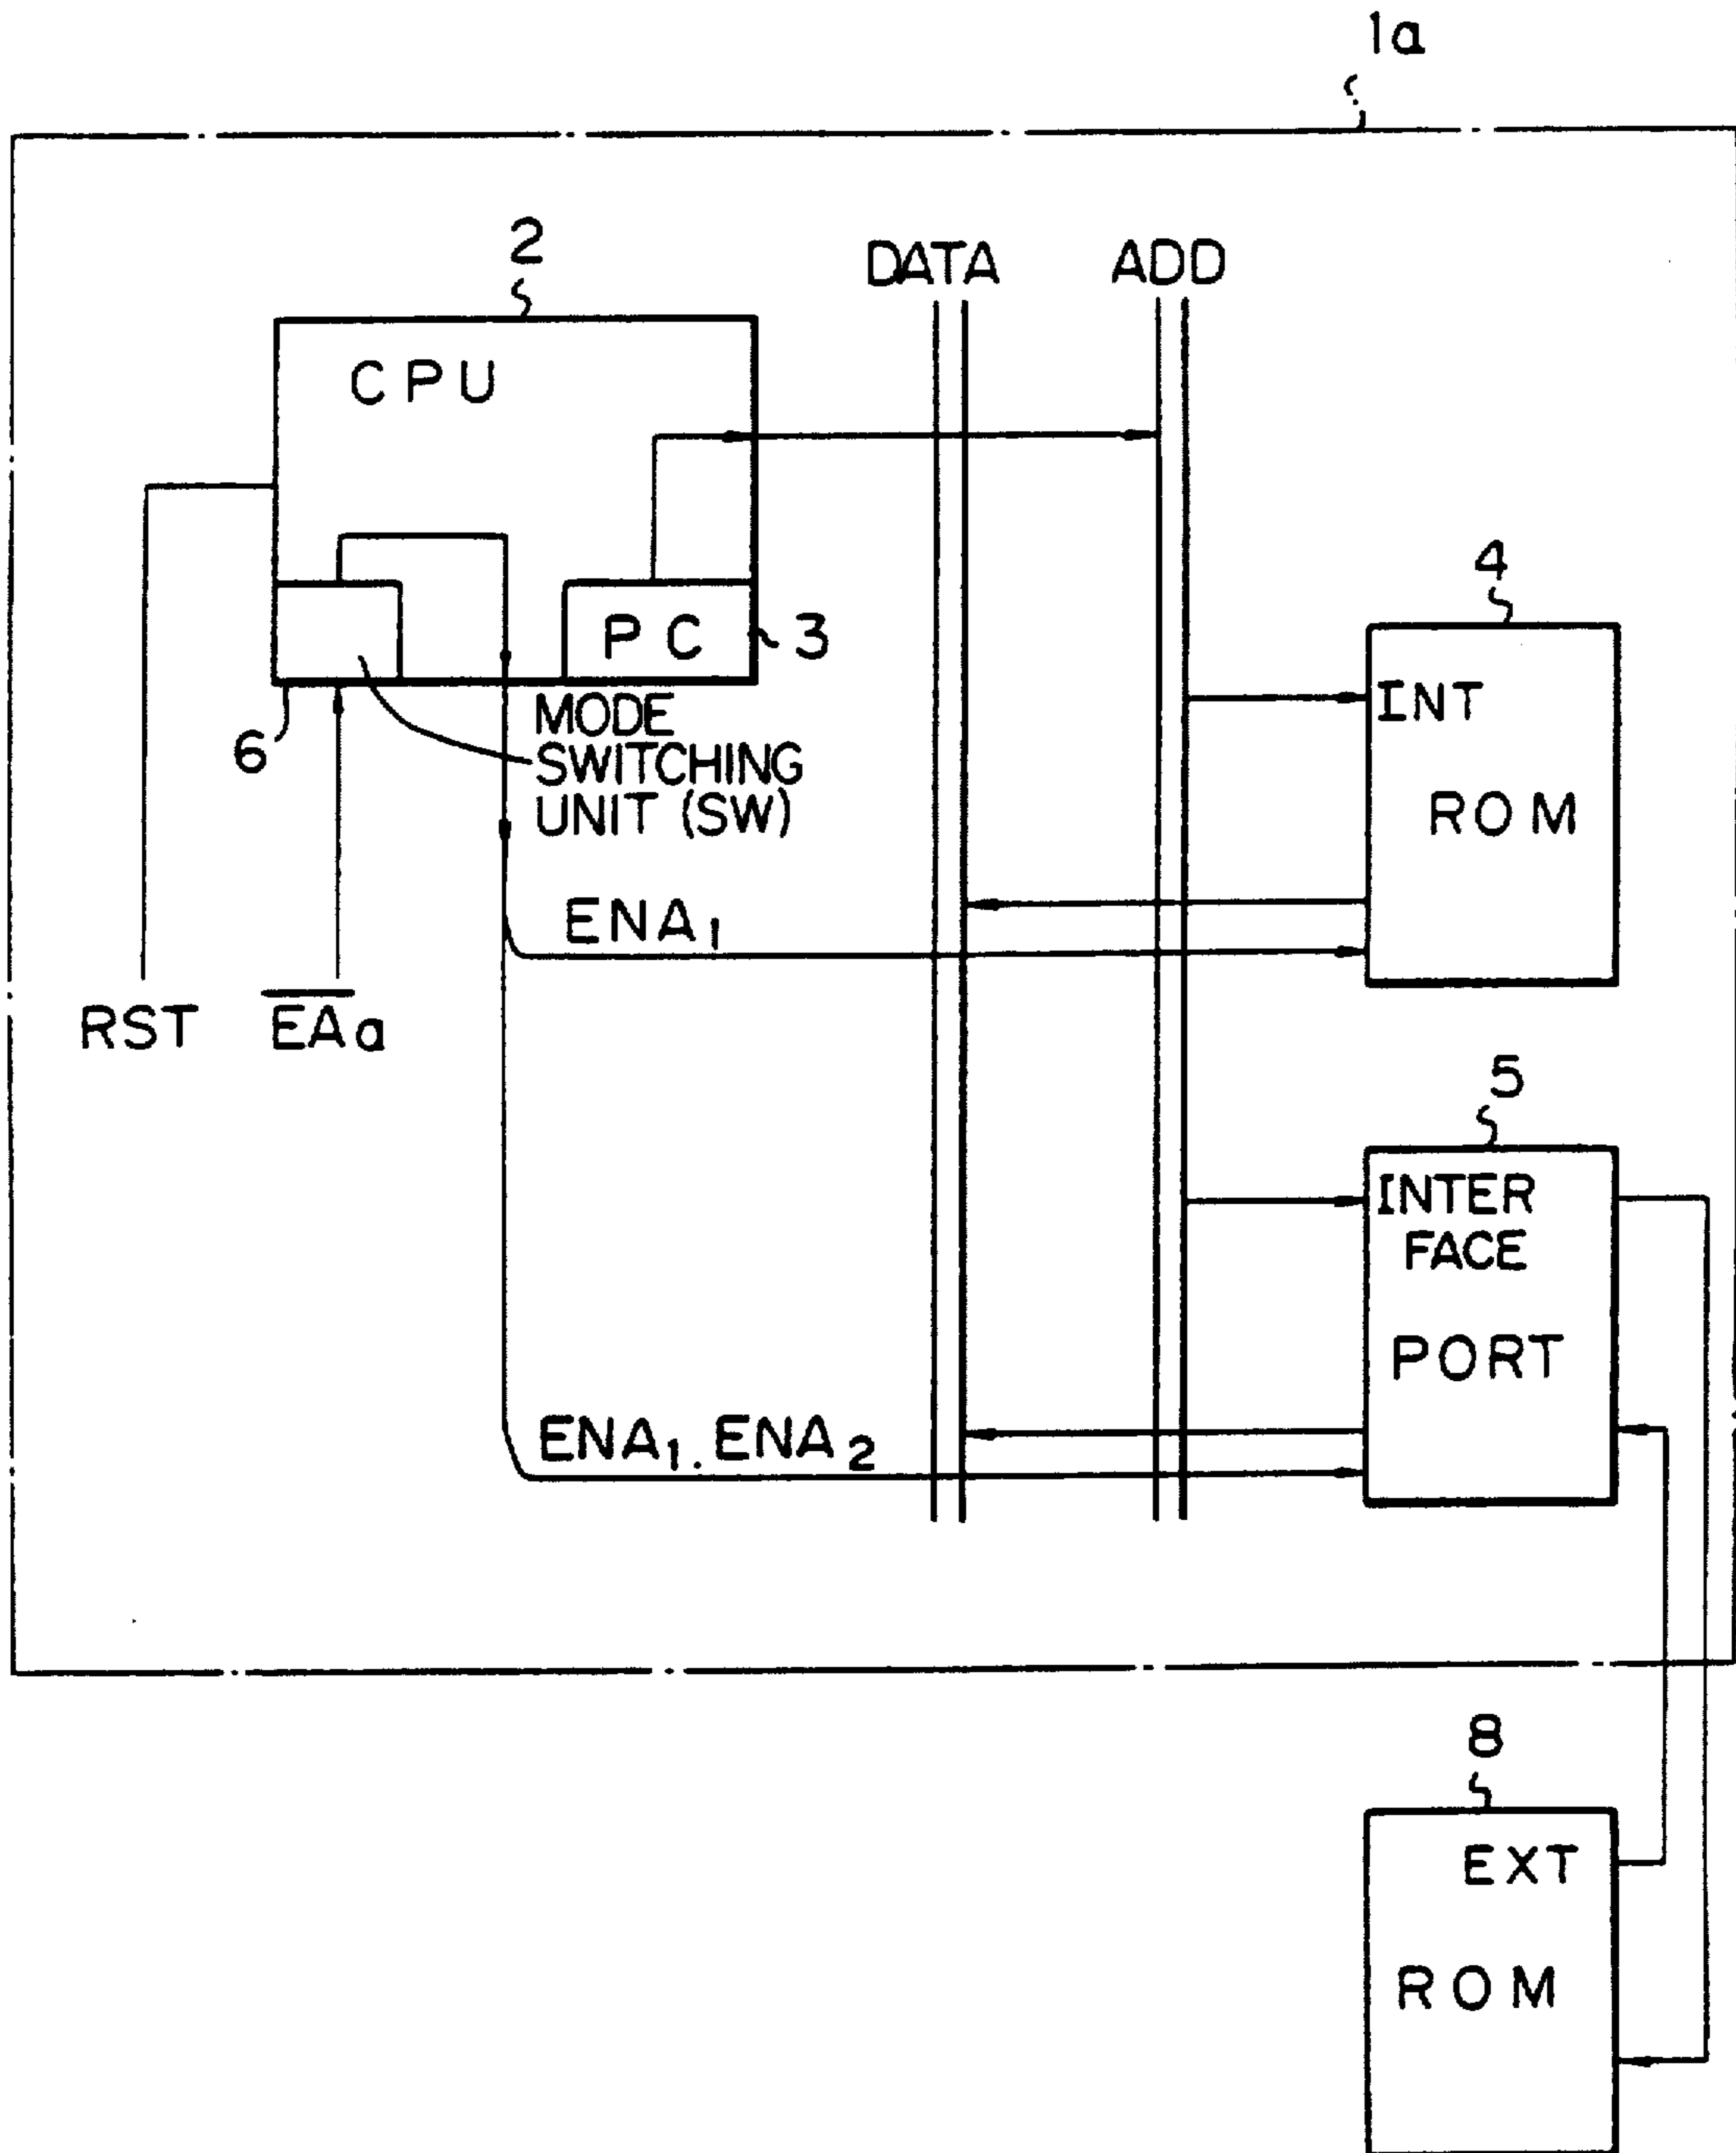 1a
2
DATA ADD
CPU
4
PC 3
INT
ROM
6
MODE
SWITCHING
UNIT (SW)
ENA₁
RST E̅A̅a
5
INTER
FACE
PORT
ENA₁. ENA₂
8
EXT
ROM